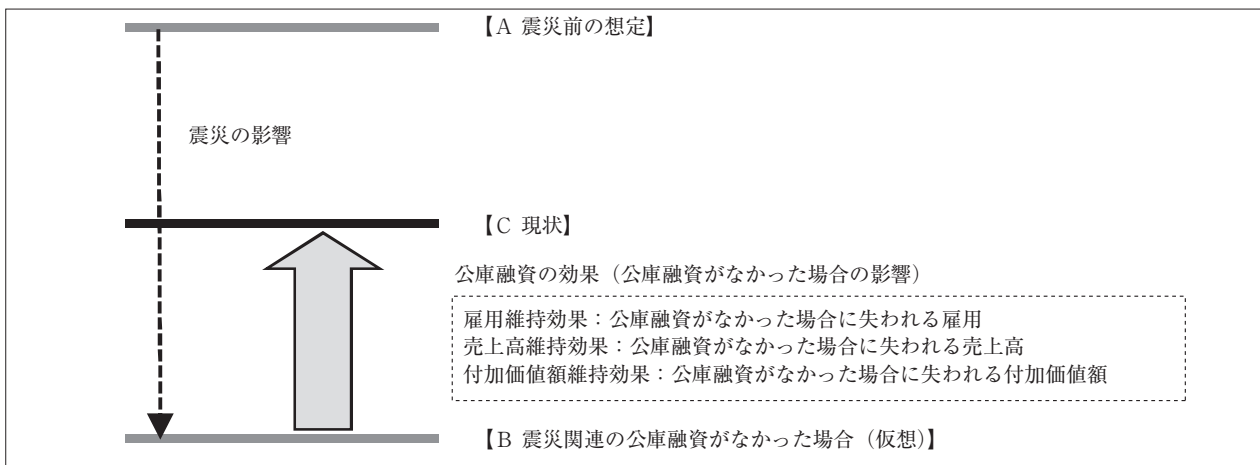 【A 震災前の想定】
震災の影響
【C 現状】
公庫融資の効果（公庫融資がなかった場合の影響）
雇用維持効果：公庫融資がなかった場合に失われる雇用
売上高維持効果：公庫融資がなかった場合に失われる売上高
付加価値額維持効果：公庫融資がなかった場合に失われる付加価値額
【B 震災関連の公庫融資がなかった場合（仮想）】